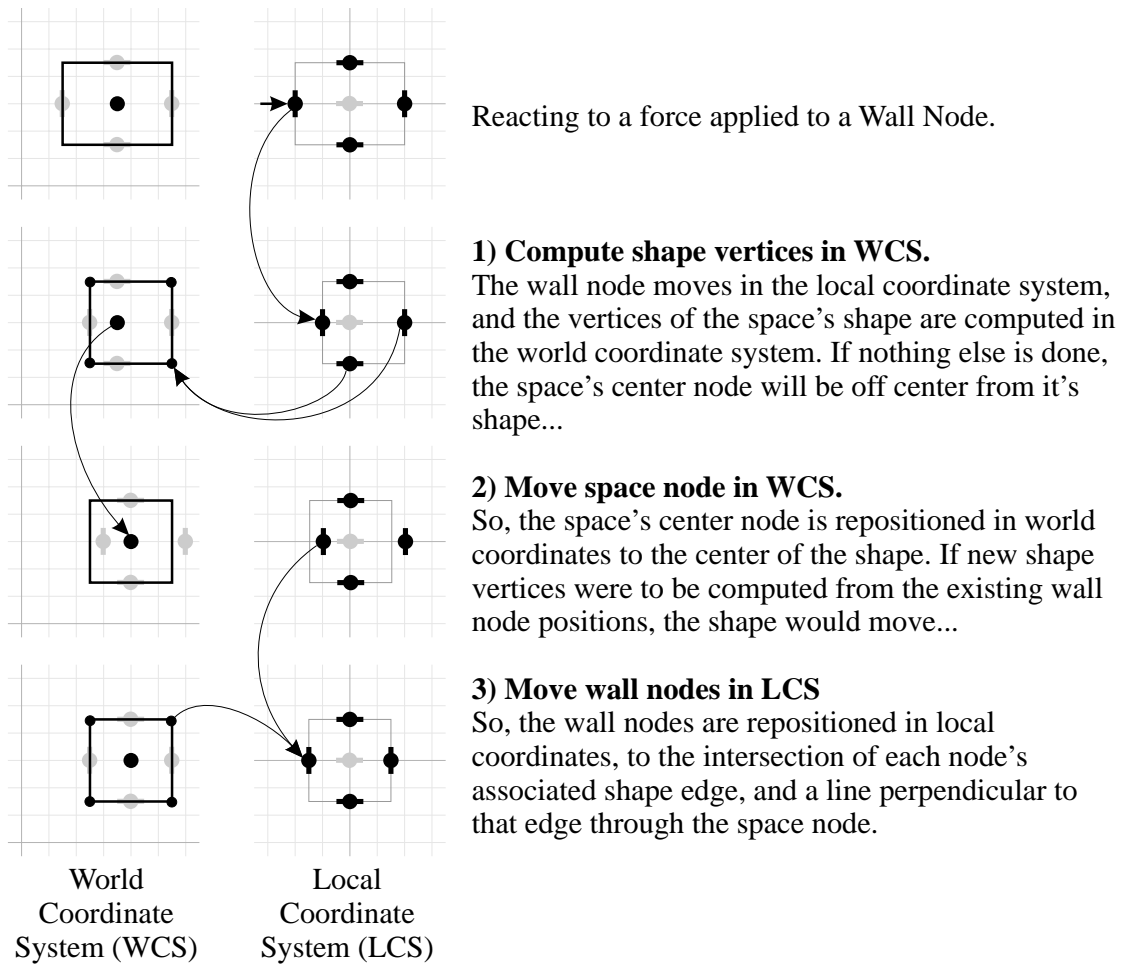 Reacting to a force applied to a Wall Node.
1) Compute shape vertices in WCS.
The wall node moves in the local coordinate system,
and the vertices of the space's shape are computed in
the world coordinate system. If nothing else is done,
the space's center node will be off center from it's
shape...
2) Move space node in WCS.
So, the space's center node is repositioned in world
coordinates to the center of the shape. If new shape
vertices were to be computed from the existing wall
node positions, the shape would move...
3) Move wall nodes in LCS
So, the wall nodes are repositioned in local
coordinates, to the intersection of each node's
associated shape edge, and a line perpendicular to
that edge through the space node.
World
Coordinate
System (WCS)
Local
Coordinate
System (LCS)